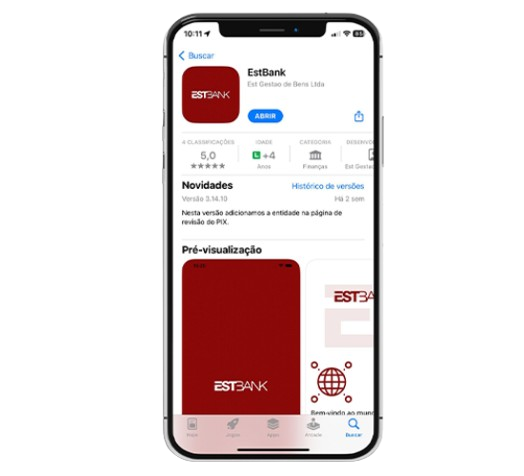 10:11
Buscar
EstBank
Est Gestao de Bens Ltda
ESTBANK
ABRIR
4 CLASSIFICAÇÕES
IDADE
CATEGORIA
DESENVO
5,0
L +4
Anos
Finanças
Est Gestao
Novidades
Histórico de versões
Versão 3.14.10
Há 2 sem
Nesta versão adicionamos a entidade na página de
revisão do PIX.
Pré-visualização
ESTBANK
ESTBA
Bem-vindo ao mund
Jogos
Apps
Arcade
Buscar